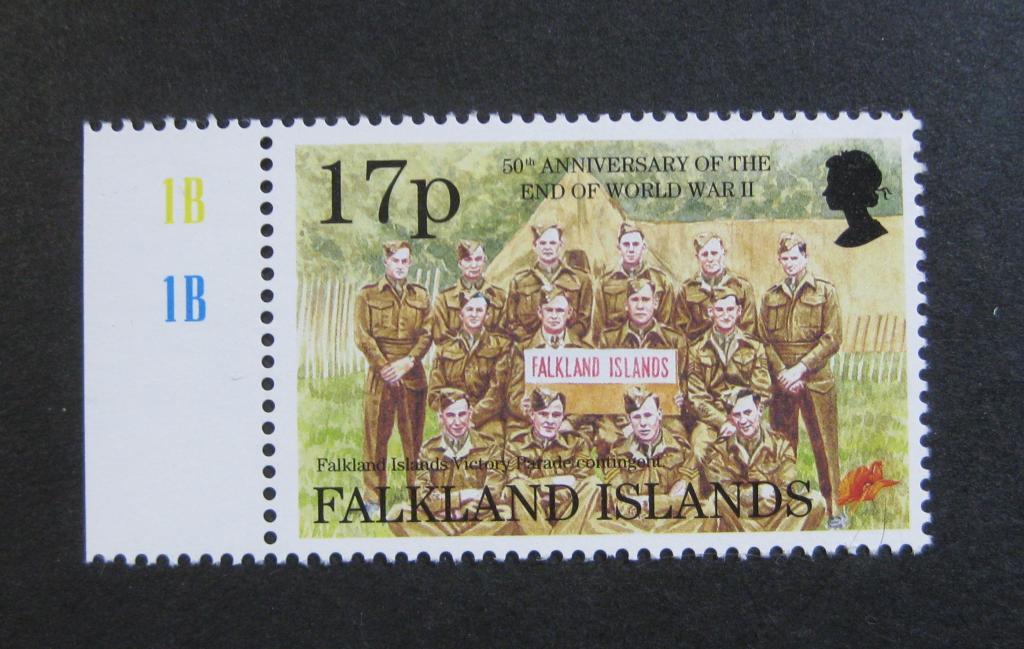 1B
1B
17p
50th ANNIVERSARY OF THE
END OF WORLD WAR II
FALKLAND ISLANDS
Falkland Islands Victory Parade contingent
FALKLAND ISLANDS